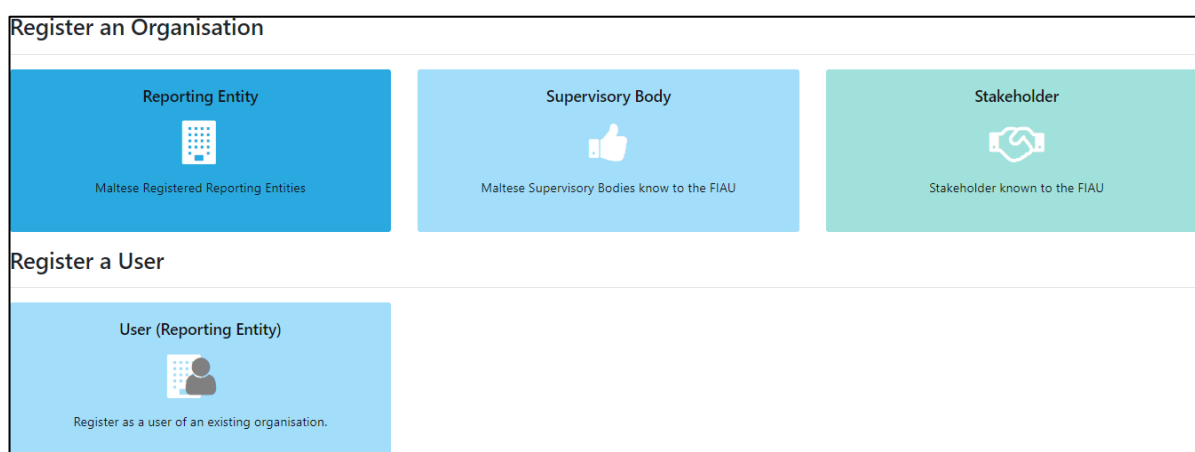 Register an Organisation
Reporting Entity
Maltese Registered Reporting Entities
Supervisory Body
Maltese Supervisory Bodies know to the FIAU
Stakeholder
Stakeholder known to the FIAU
Register a User
User (Reporting Entity)
Register as a user of an existing organisation.